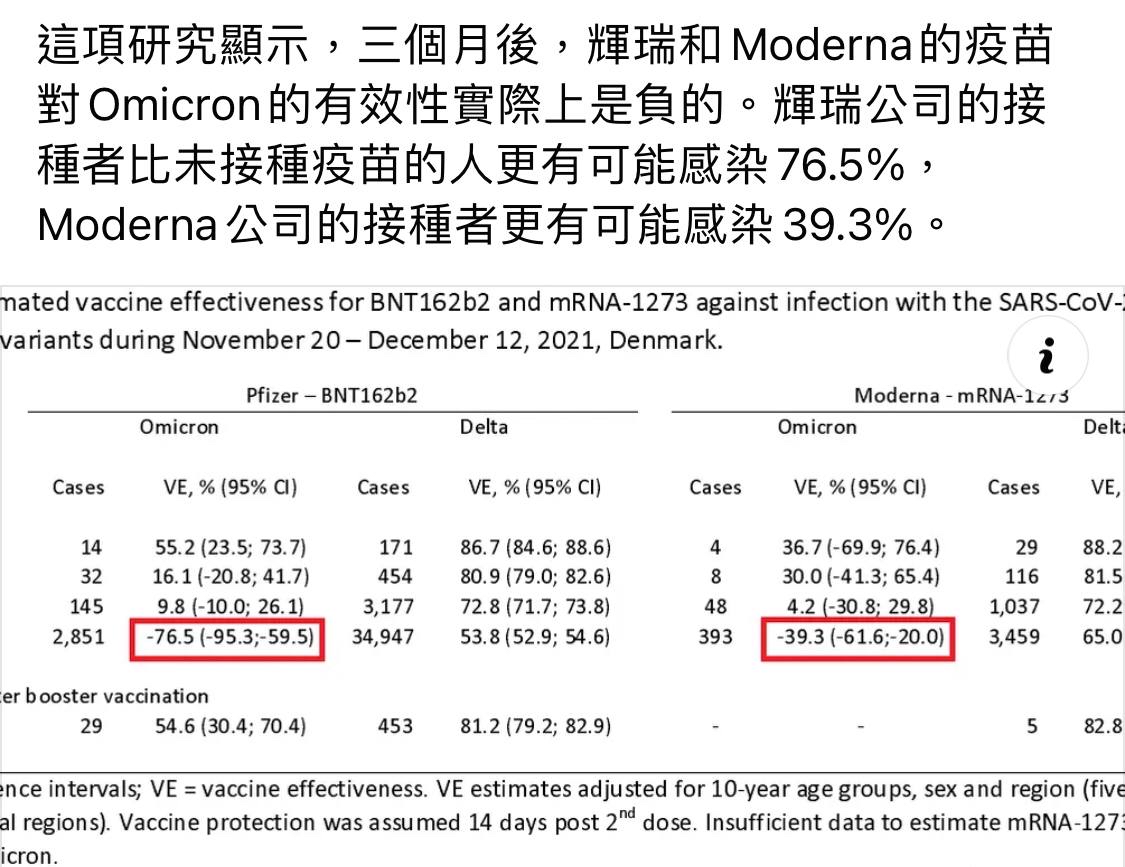 這項研究顯示，三個月後，輝瑞和Moderna的疫苗
對Omicron的有效性實際上是負的。輝瑞公司的接
種者比未接種疫苗的人更有可能感染76.5%，
Moderna公司的接種者更有可能感染39.3%。
mated vaccine effectiveness for BNT162b2 and mRNA-1273 against infection with the SARS-CoV-2
variants during November 20 – December 12, 2021, Denmark.
i
Pfizer – BNT162b2 Moderna - mRNA-1273
Omicron Delta Omicron Delta
Cases VE, % (95% CI) Cases VE, % (95% CI) Cases VE, % (95% CI) Cases VE,
14 55.2 (23.5; 73.7) 171 86.7 (84.6; 88.6) 4 36.7 (-69.9; 76.4) 29 88.2
32 16.1 (-20.8; 41.7) 454 80.9 (79.0; 82.6) 8 30.0 (-41.3; 65.4) 116 81.5
145 9.8 (-10.0; 26.1) 3,177 72.8 (71.7; 73.8) 48 4.2 (-30.8; 29.8) 1,037 72.2
2,851 -76.5 (-95.3;-59.5) 34,947 53.8 (52.9; 54.6) 393 -39.3 (-61.6;-20.0) 3,459 65.0
ter booster vaccination
29 54.6 (30.4; 70.4) 453 81.2 (79.2; 82.9) - - 5 82.8
ence intervals; VE = vaccine effectiveness. VE estimates adjusted for 10-year age groups, sex and region (five
al regions). Vaccine protection was assumed 14 days post 2nd dose. Insufficient data to estimate mRNA-1273
icron.